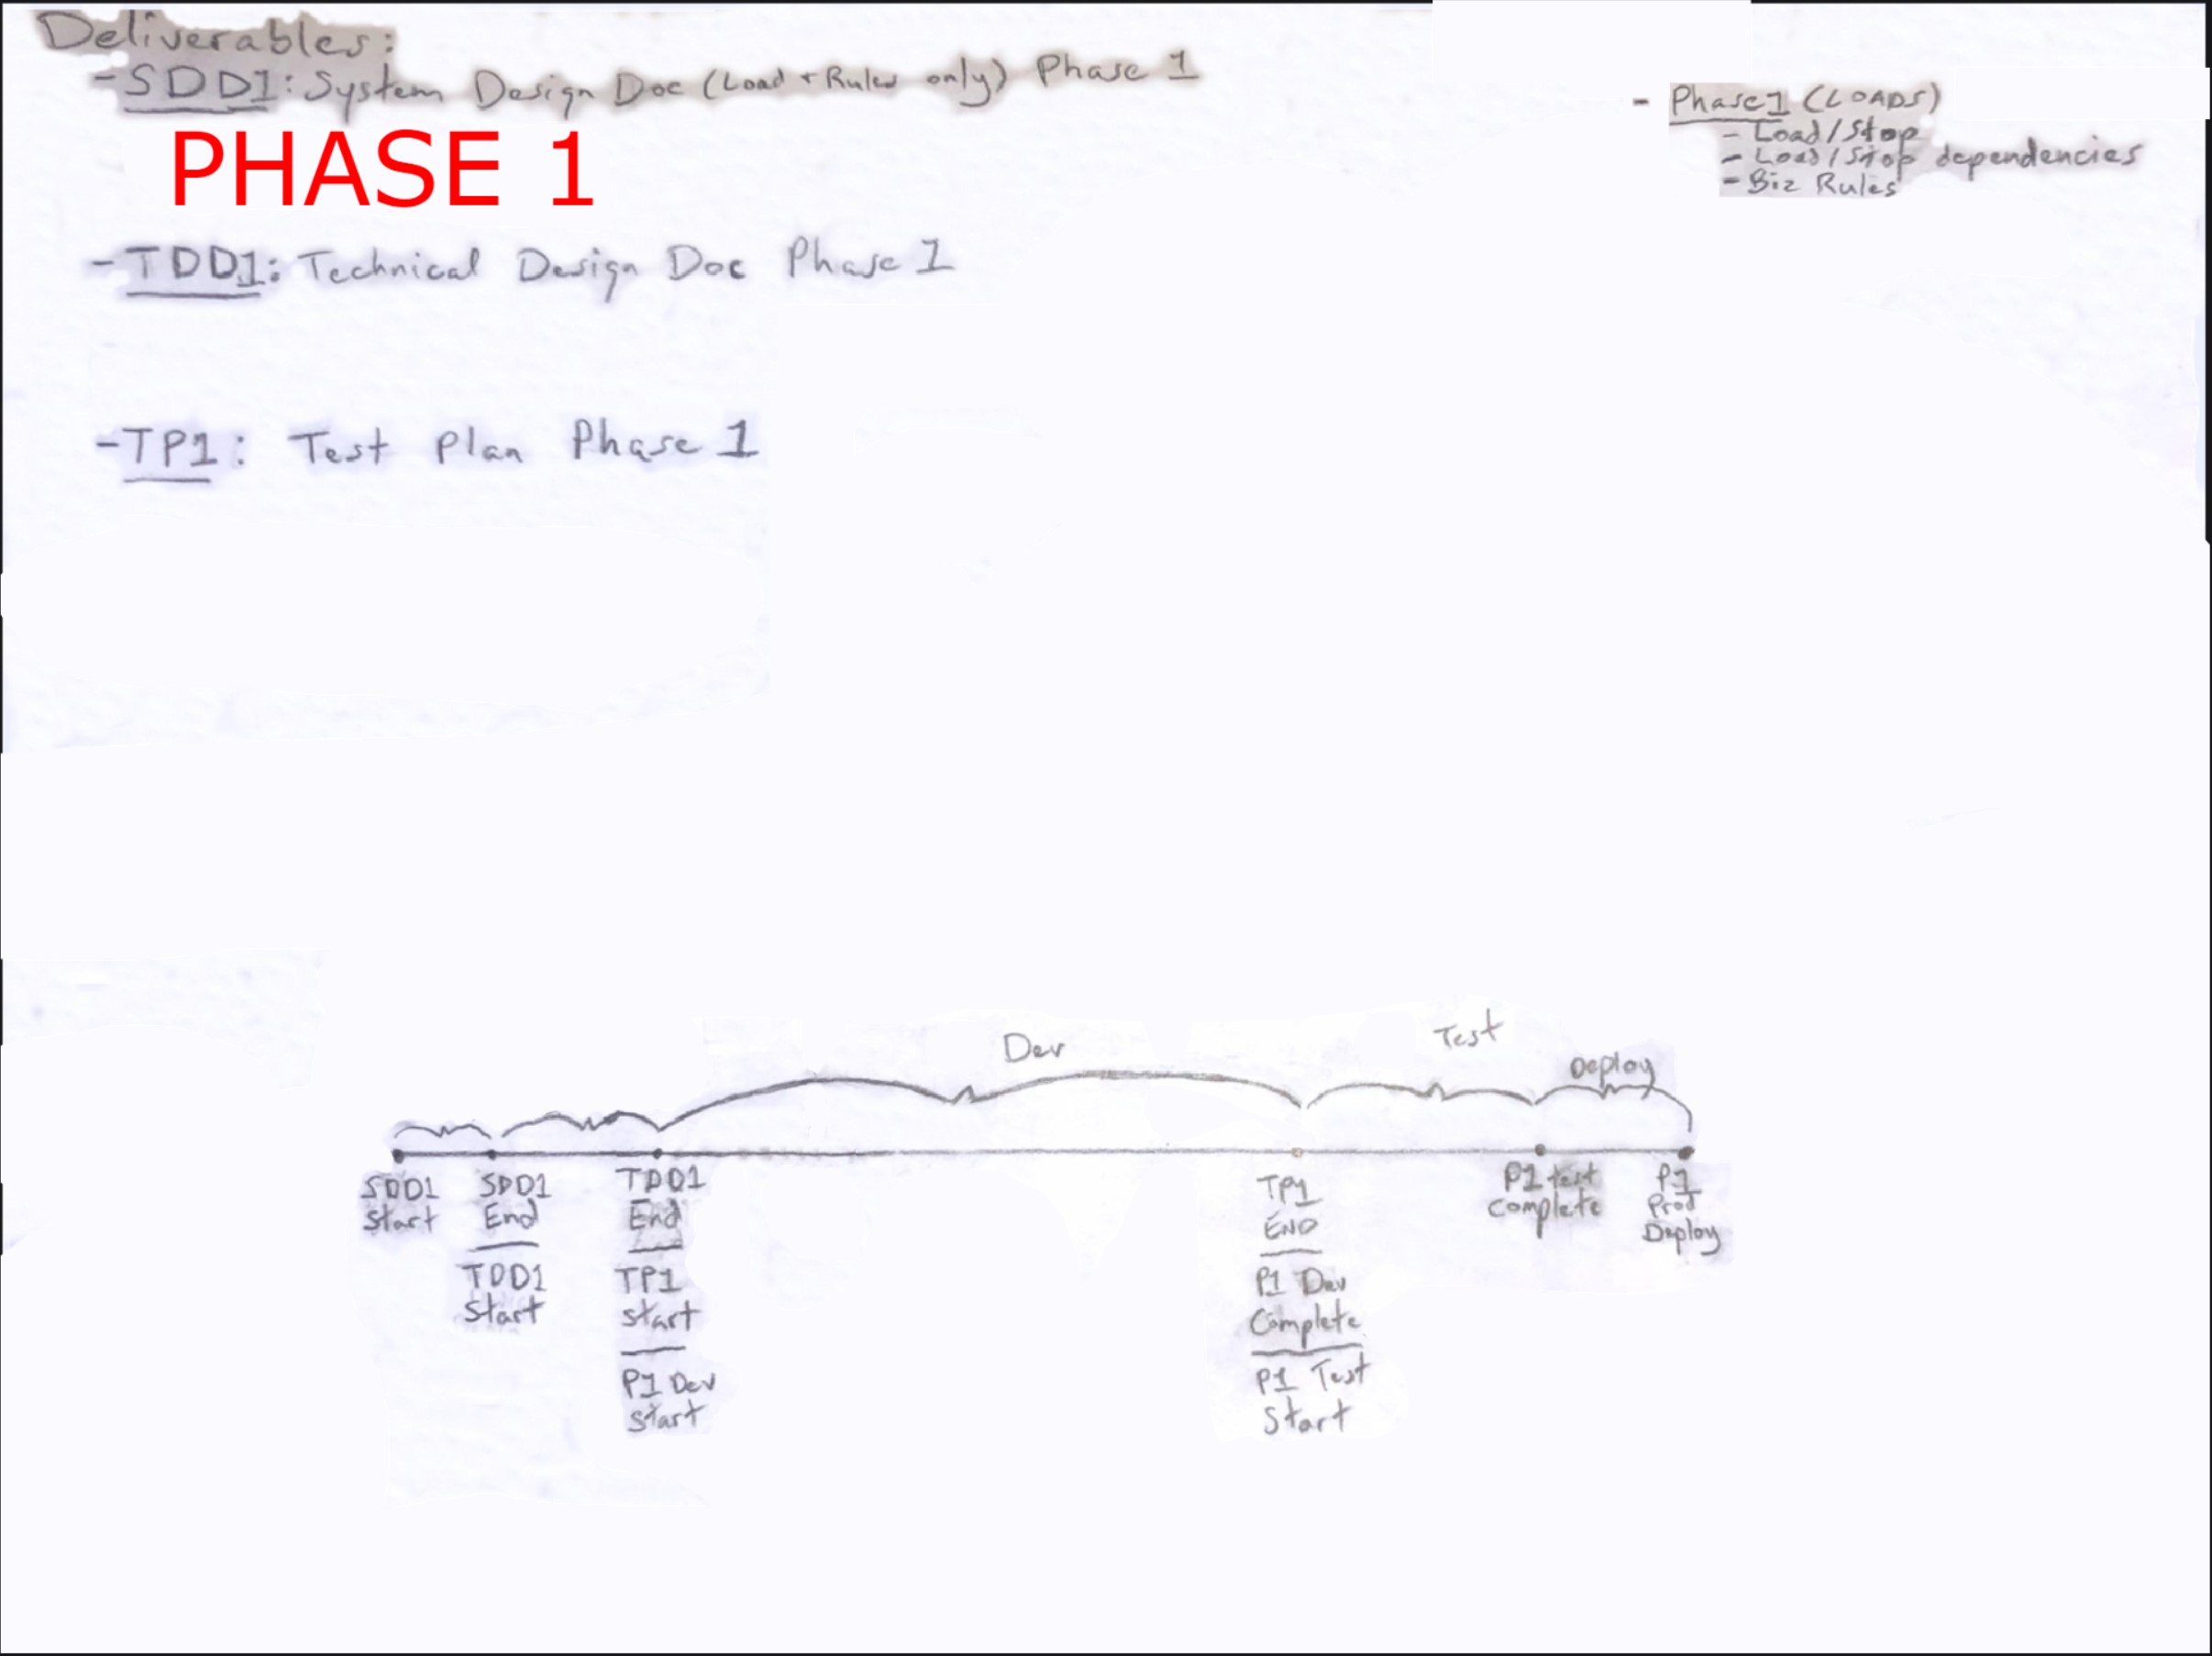 Deliverables:
- SDD1: System Design Doc (Load + Rules only) Phase 1
PHASE 1
- TDD1: Technical Design Doc Phase 1
- TP1: Test Plan Phase 1
- Phase 1 (LOADS)
- Load/Stop
- Load/Stop dependencies
- Biz Rules
Dev
Test
Deploy
SDD1
Start
SDD1
End
TDD1
Start
TDD1
End
TP1
Start
P1 Dev
Start
TP1
END
P1 Dev
Complete
P1 Test
Start
P1 test
Complete
P1
Prod
Deploy